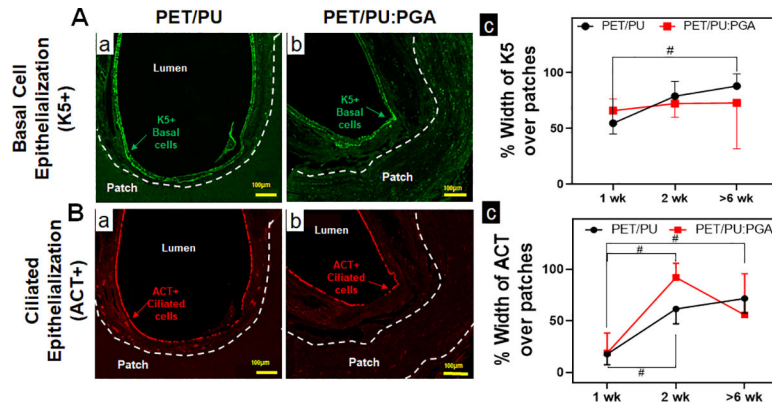 A
PET/PU
PET/PU:PGA
Basal Cell
Epithelialization
(K5+)
a
Lumen
K5+
Basal
cells
Patch
100µm
b
Lumen
K5+
Basal
cells
Patch
100µm
c
PET/PU
PET/PU:PGA
#
% Width of K5
over patches
100
50
0
1 wk
2 wk
>6 wk
B
Ciliated
Epithelialization
(ACT+)
a
Lumen
ACT+
Ciliated
cells
Patch
100µm
b
Lumen
ACT+
Ciliated
cells
Patch
100µm
c
PET/PU
PET/PU:PGA
#
#
#
% Width of ACT
over patches
100
50
0
1 wk
2 wk
>6 wk